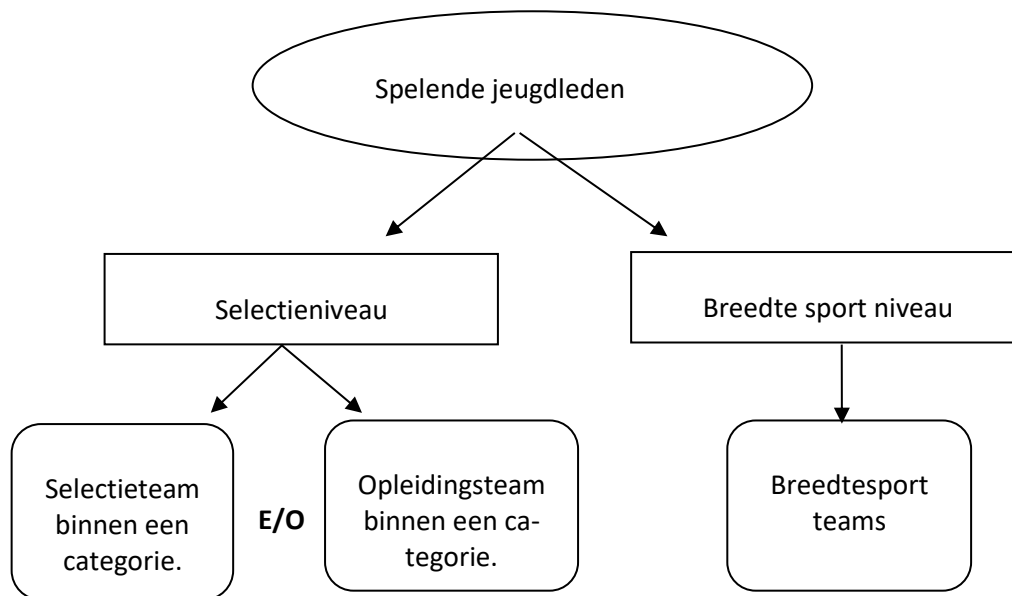 Spelende jeugdleden
Selectieniveau
Breedte sport niveau
Selectieteam
binnen een
categorie.
E/O
Opleidingsteam
binnen een ca-
tegorie.
Breedtesport
teams